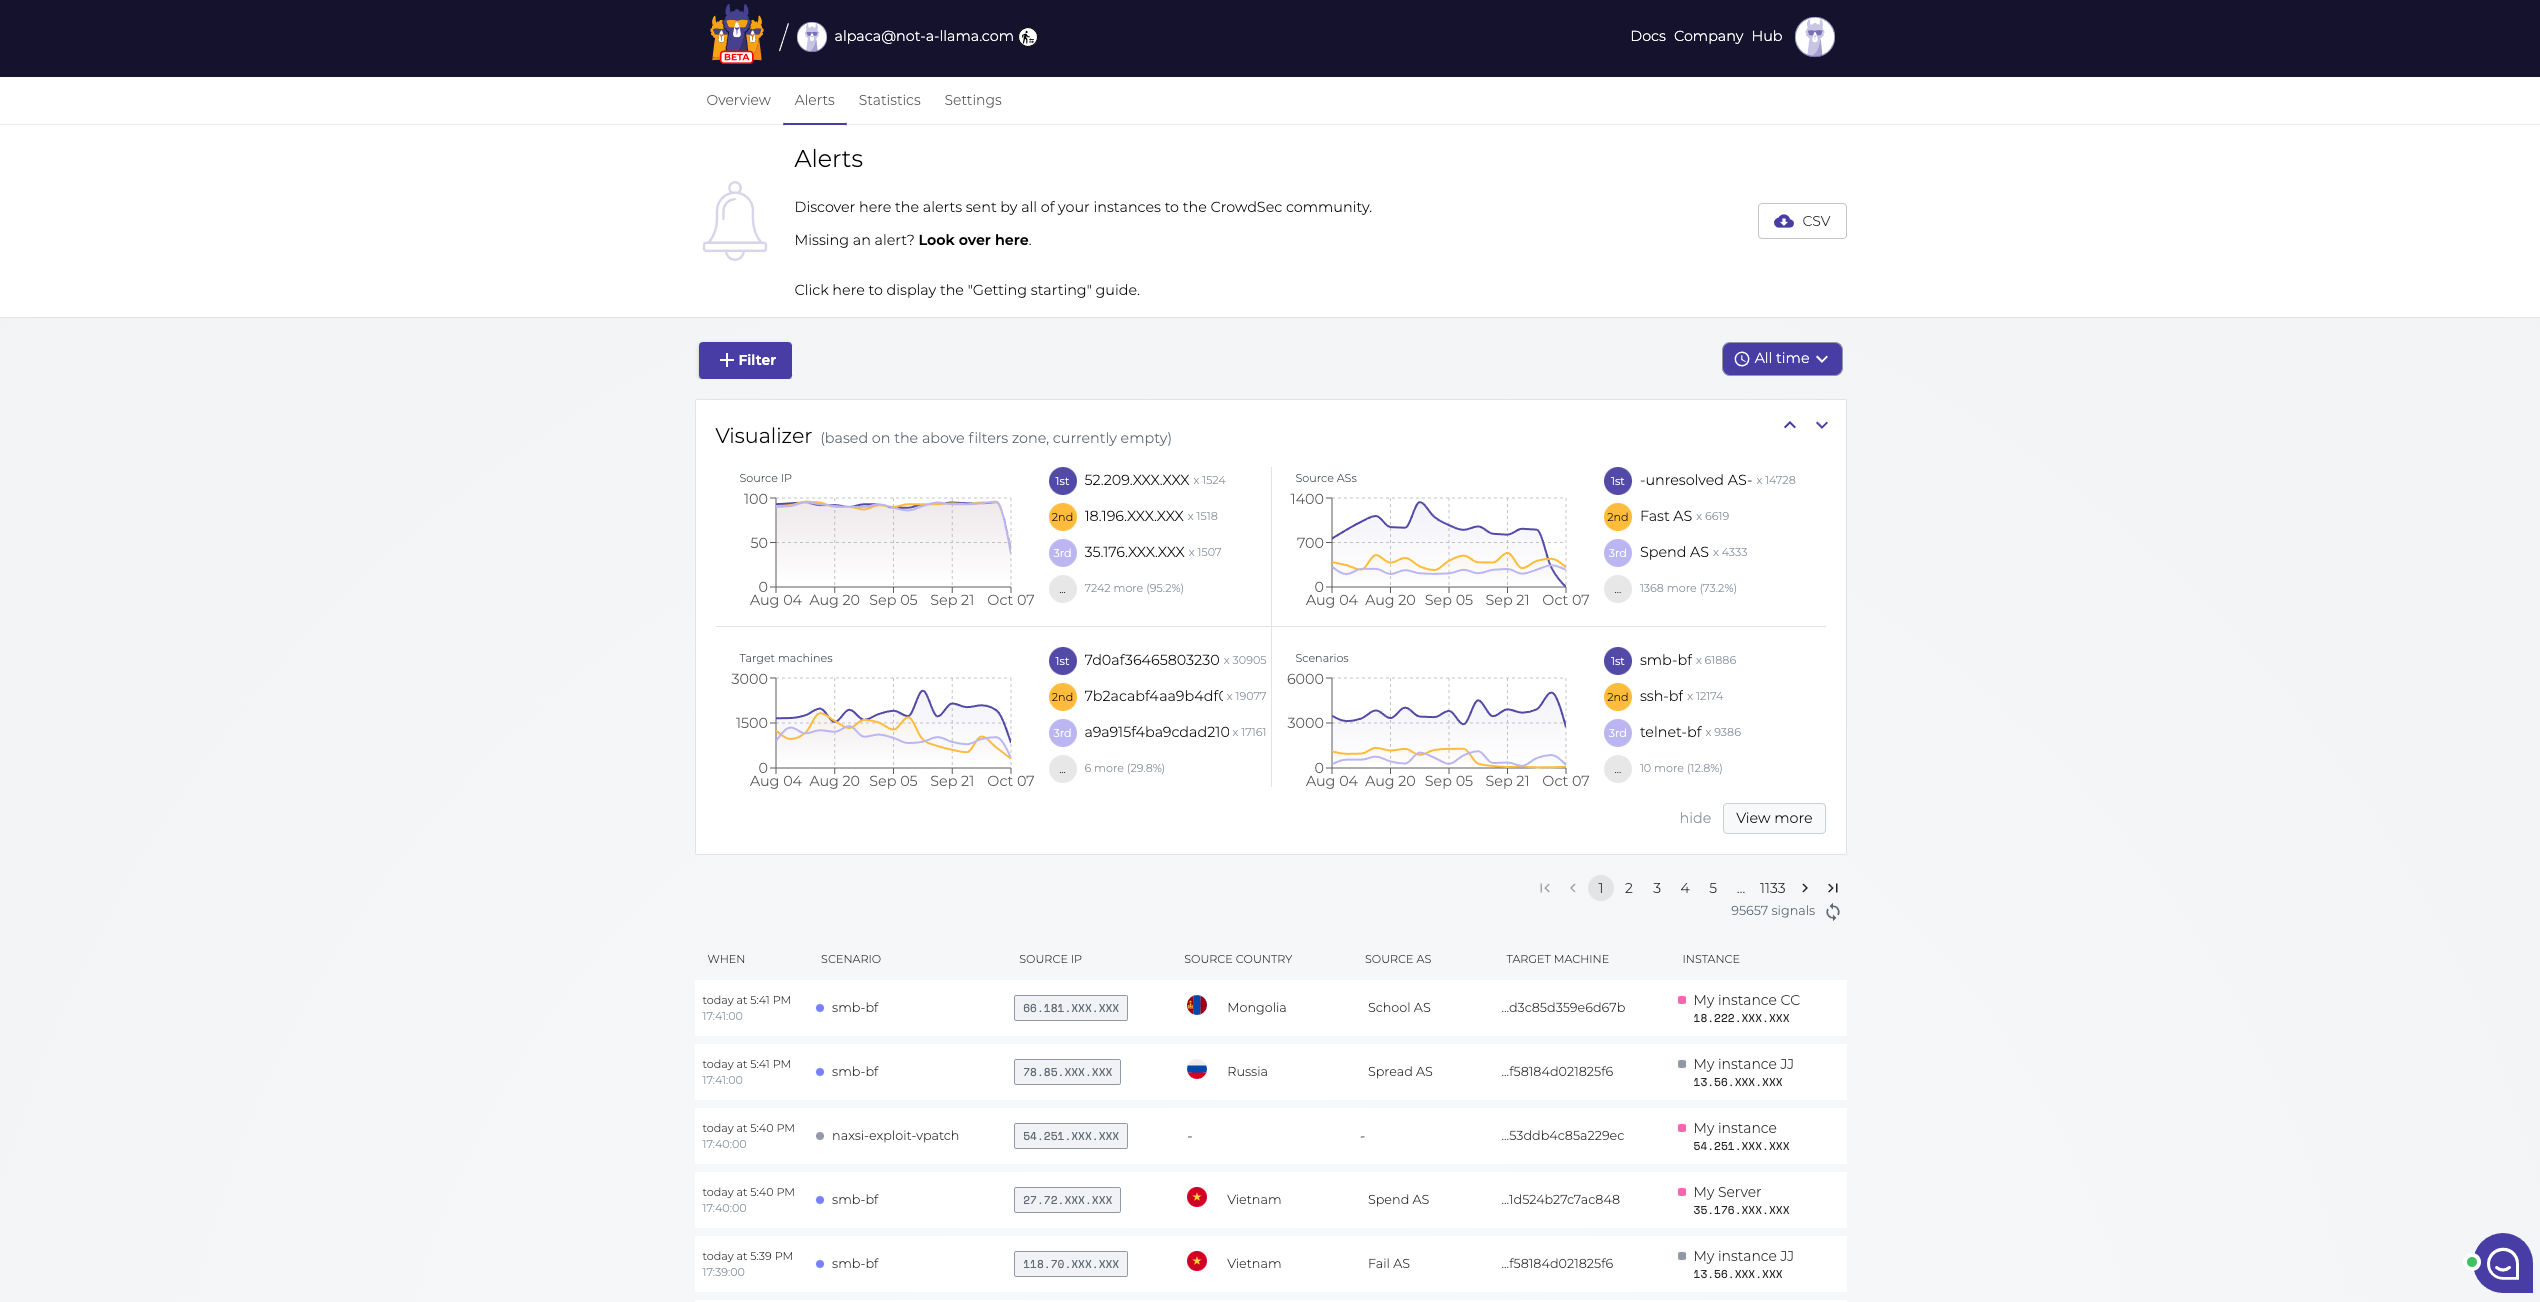 BETA
/ alpaca@not-a-llama.com
Docs Company Hub
Overview Alerts Statistics Settings
Alerts
Discover here the alerts sent by all of your instances to the CrowdSec community.
Missing an alert? Look over here.
CSV
Click here to display the "Getting starting" guide.
Filter
All time
Visualizer (based on the above filters zone, currently empty)
Source IP
100
50
0
Aug 04 Aug 20 Sep 05 Sep 21 Oct 07
1st 52.209.XXX.XXX x 1524
2nd 18.196.XXX.XXX x 1518
3rd 35.176.XXX.XXX x 1507
... 7242 more (95.2%)
Source ASs
1400
700
0
Aug 04 Aug 20 Sep 05 Sep 21 Oct 07
1st -unresolved AS- x 14728
2nd Fast AS x 6619
3rd Spend AS x 4333
... 1368 more (73.2%)
Target machines
3000
1500
0
Aug 04 Aug 20 Sep 05 Sep 21 Oct 07
1st 7d0af36465803230 x 30905
2nd 7b2acabf4aa9b4df0 x 19077
3rd a9a915f4ba9cdad210 x 17161
... 6 more (29.8%)
Scenarios
6000
3000
0
Aug 04 Aug 20 Sep 05 Sep 21 Oct 07
1st smb-bf x 61886
2nd ssh-bf x 12174
3rd telnet-bf x 9386
... 10 more (12.8%)
hide View more
1 2 3 4 5 ... 1133
95657 signals
WHEN SCENARIO SOURCE IP SOURCE COUNTRY SOURCE AS TARGET MACHINE INSTANCE
today at 5:41 PM
17:41:00
smb-bf 66.181.XXX.XXX Mongolia School AS ...d3c85d359e6d67b My instance CC
18.222.XXX.XXX
today at 5:41 PM
17:41:00
smb-bf 78.85.XXX.XXX Russia Spread AS ...f58184d021825f6 My instance JJ
13.56.XXX.XXX
today at 5:40 PM
17:40:00
naxsi-exploit-vpatch 54.251.XXX.XXX - - ...53ddb4c85a229ec My instance
54.251.XXX.XXX
today at 5:40 PM
17:40:00
smb-bf 27.72.XXX.XXX Vietnam Spend AS ...1d524b27c7ac848 My Server
35.176.XXX.XXX
today at 5:39 PM
17:39:00
smb-bf 118.70.XXX.XXX Vietnam Fail AS ...f58184d021825f6 My instance JJ
13.56.XXX.XXX